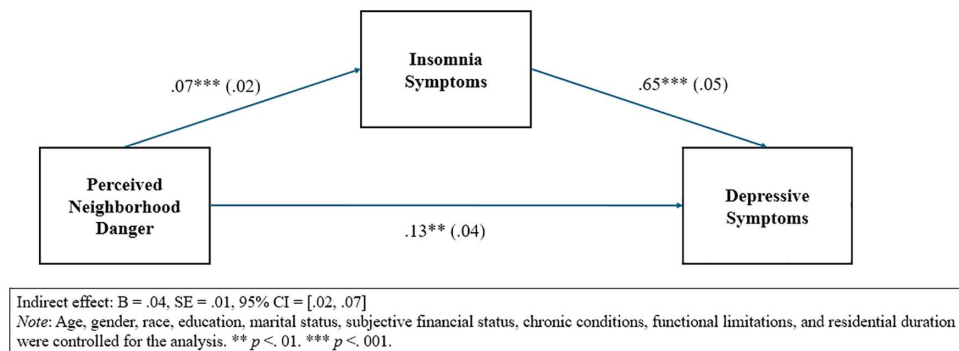 Insomnia
Symptoms
.07*** (.02)
.65*** (.05)
Perceived
Neighborhood
Danger
Depressive
Symptoms
.13** (.04)
Indirect effect: B = .04, SE = .01, 95% CI = [.02, .07]
Note: Age, gender, race, education, marital status, subjective financial status, chronic conditions, functional limitations, and residential duration
were controlled for the analysis. ** p <. 01. *** p <. 001.